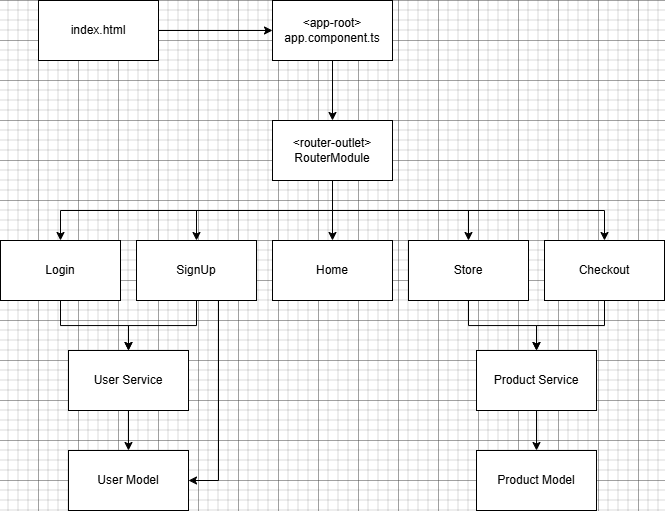 index.html
<app-root>
app.component.ts
<router-outlet>
RouterModule
Login
SignUp
Home
Store
Checkout
User Service
Product Service
User Model
Product Model